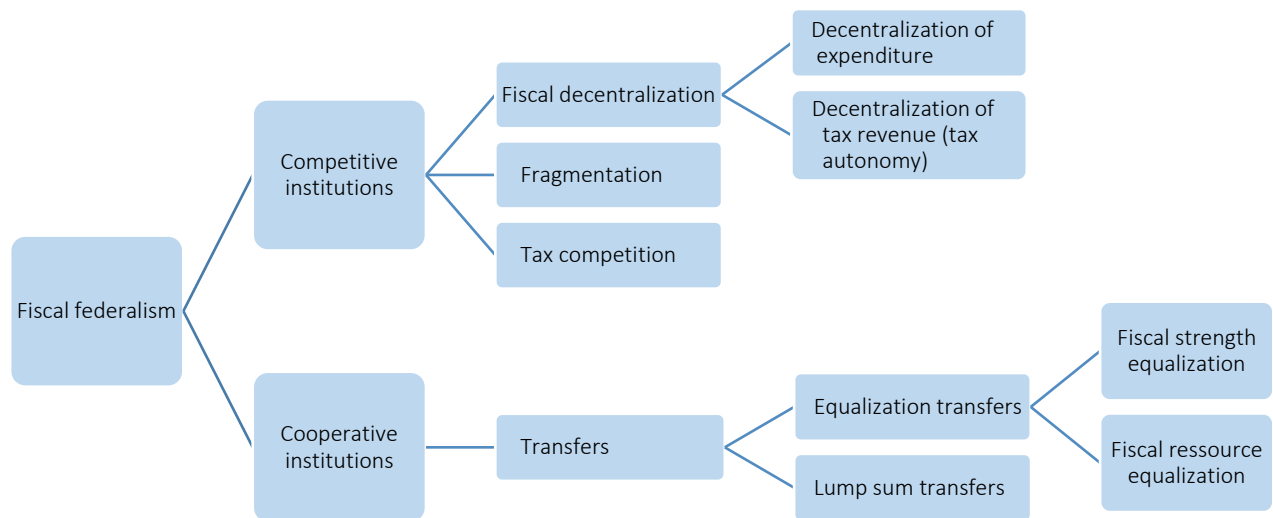 Fiscal federalism
Competitive
institutions
Cooperative
institutions
Fiscal decentralization
Fragmentation
Tax competition
Transfers
Decentralization of
expenditure
Decentralization of
tax revenue (tax
autonomy)
Equalization transfers
Lump sum transfers
Fiscal strength
equalization
Fiscal ressource
equalization